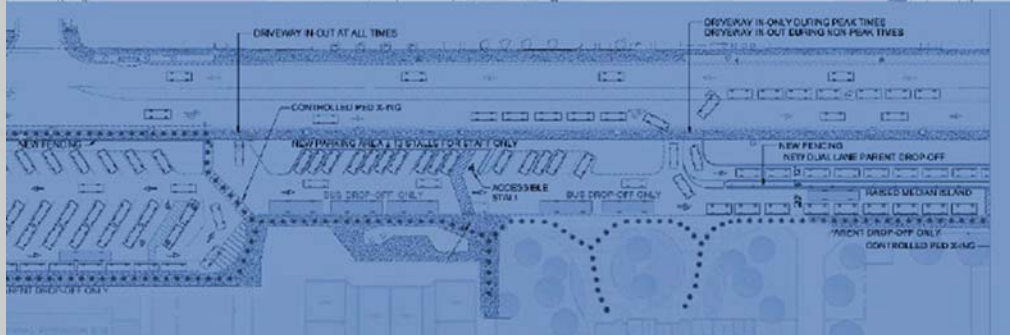 DRIVEWAY IN-ONLY DURING PEAK TIMES
DRIVEWAY IN-OUT DURING NON-PEAK TIMES
DRIVEWAY IN-OUT AT ALL TIMES
CONTROLLED PED X-ING
NEW FENCING
NEW PARKING AREA ± 13 STALLS FOR STAFF ONLY
NEW FENCING
NEW DUAL LANE PARENT DROP-OFF
ACCESSIBLE
STALL
BUS DROP-OFF ONLY
BUS DROP-OFF ONLY
RAISED MEDIAN ISLAND
PARENT DROP-OFF ONLY
CONTROLLED PED X-ING
PARENT DROP-OFF ONLY